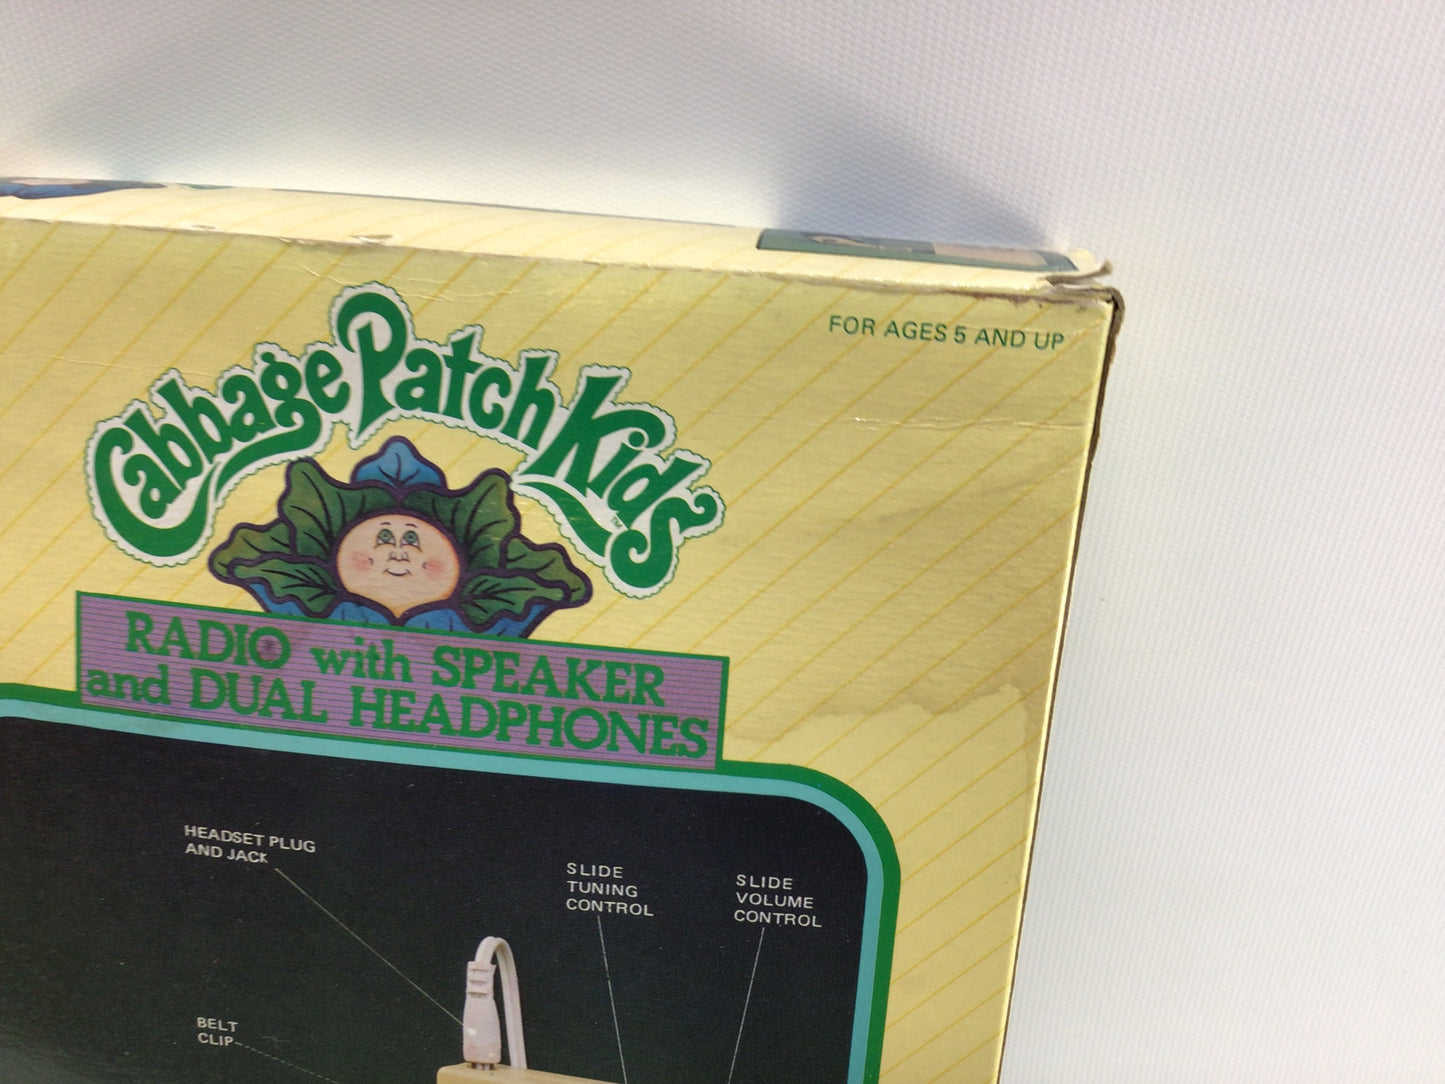 FOR AGES 5 AND UP
Cabbage Patch Kids
TM
RADIO with SPEAKER
and DUAL HEADPHONES
HEADSET PLUG
AND JACK
SLIDE
TUNING
CONTROL
SLIDE
VOLUME
CONTROL
BELT
CLIP